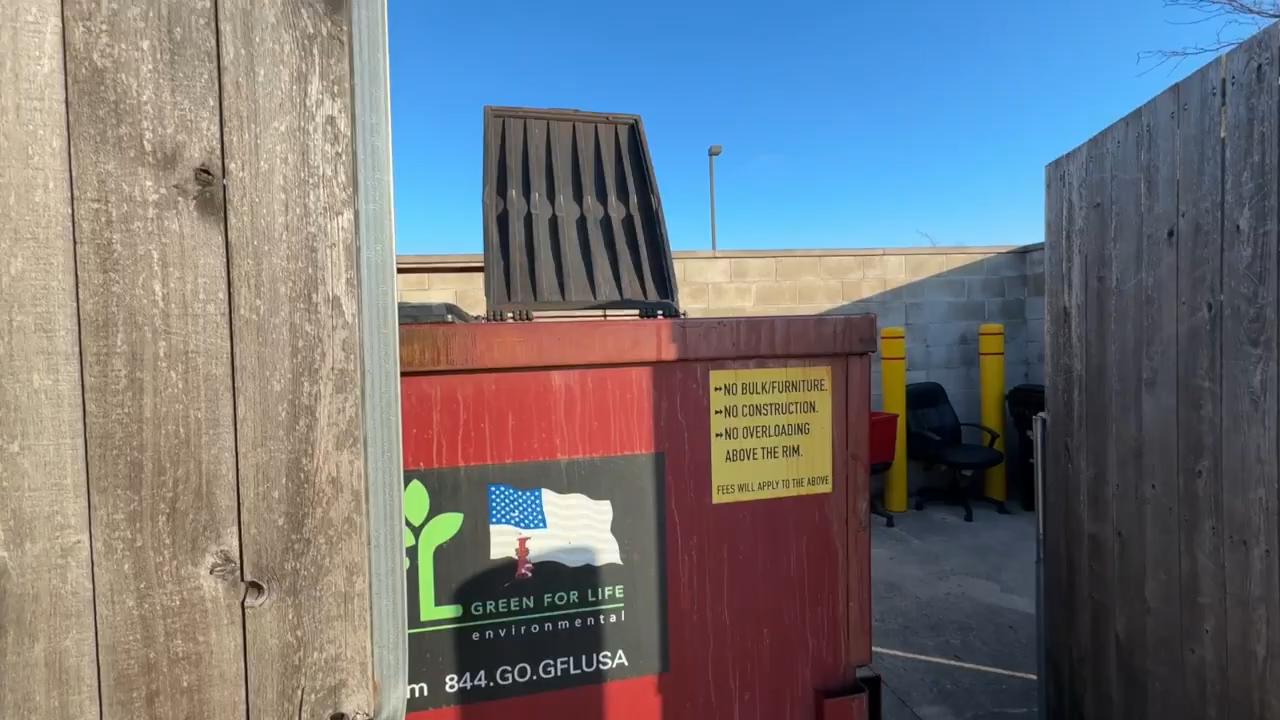 ➳NO BULK/FURNITURE.
➳NO CONSTRUCTION.
➳NO OVERLOADING
ABOVE THE RIM.
FEES WILL APPLY TO THE ABOVE
L
GREEN FOR LIFE
environmental
m 844.GO.GFLUSA